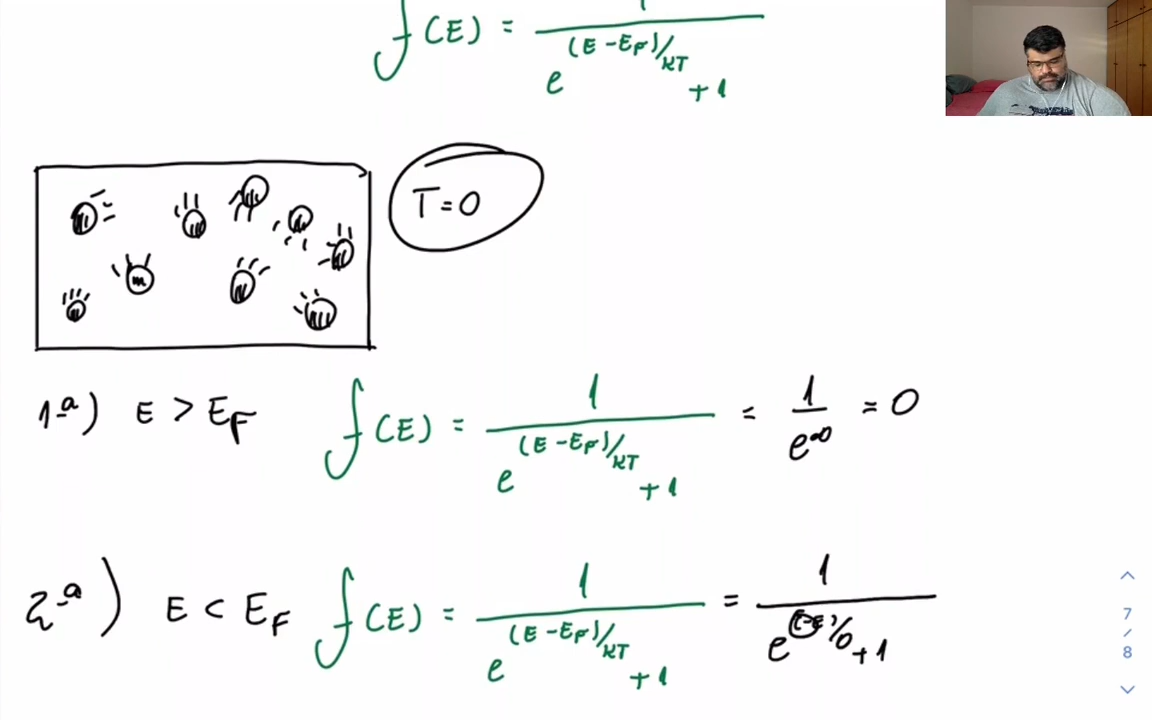 f(E) = 1 / e^(E-E_F)/KT +1
T=0
1ª) E > E_F f(E) = 1 / e^(E-E_F)/KT +1 = 1 / e^∞ = 0
2ª) E < E_F f(E) = 1 / e^(E-E_F)/KT +1 = 1 / e^(-E)/0 +1
7
/
8